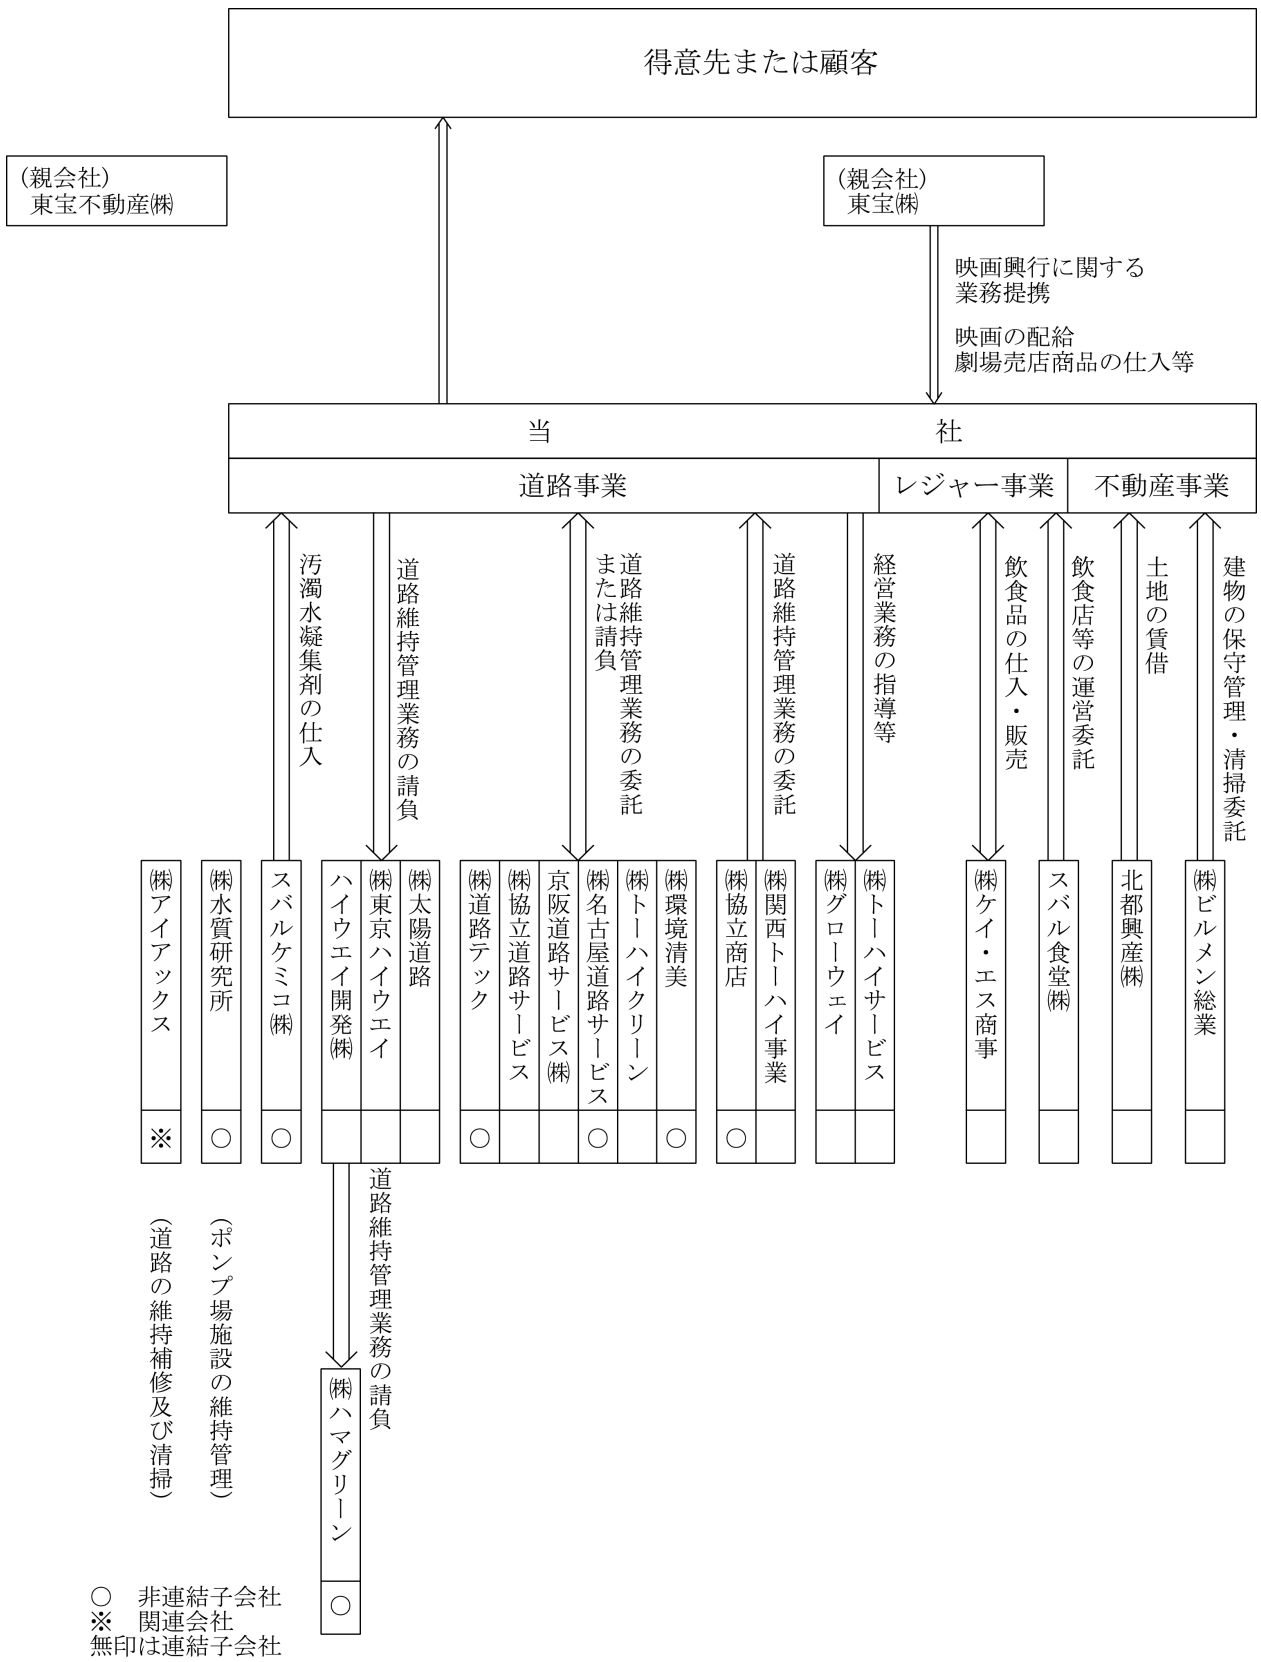 得意先または顧客
（親会社）
東宝不動産㈱
（親会社）
東宝㈱
映画興行に関する
業務提携
映画の配給
劇場売店商品の仕入等
当社
道路事業
レジャー事業
不動産事業
汚濁水凝集剤の仕入
道路維持管理業務の請負
道路維持管理業務の委託
または請負
道路維持管理業務の委託
経営業務の指導等
飲食品の仕入・販売
飲食店等の運営委託
土地の賃借
建物の保守管理・清掃委託
㈱アイアックス
※
㈱水質研究所
○
スバルケミコ㈱
○
ハイウエイ開発㈱
㈱東京ハイウエイ
㈱太陽道路
㈱道路テック
○
㈱協立道路サービス
京阪道路サービス㈱
㈱名古屋道路サービス
○
㈱トーハイクリーン
㈱環境清美
○
㈱協立商店
○
㈱関西トーハイ事業
㈱グローウェイ
㈱トーハイサービス
㈱ケイ・エス商事
スバル食堂㈱
北都興産㈱
㈱ビルメン総業
（道路の維持補修及び清掃）
（ポンプ場施設の維持管理）
道路維持管理業務の請負
㈱ハマグリーン
○
○　非連結子会社
※　関連会社
無印は連結子会社